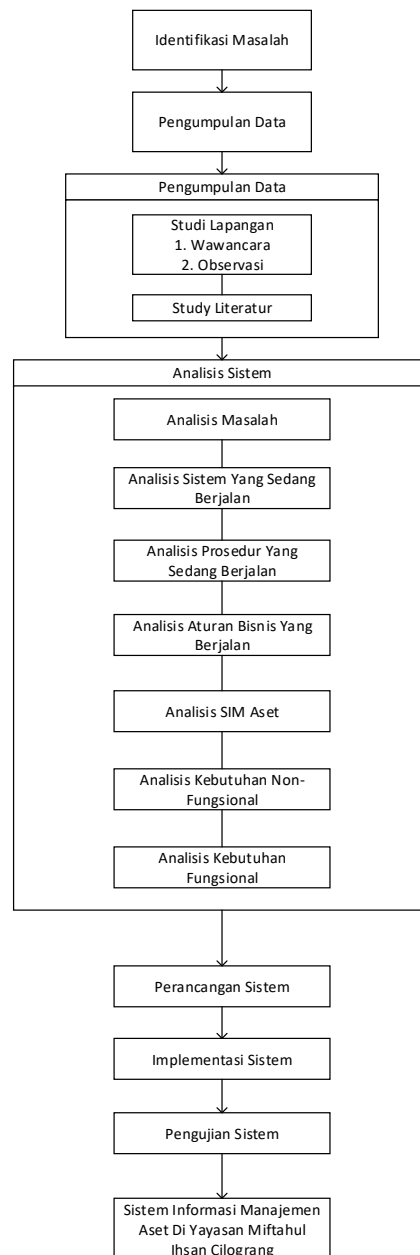 Identifikasi Masalah
Pengumpulan Data
Pengumpulan Data
Studi Lapangan
1. Wawancara
2. Observasi
Study Literatur
Analisis Sistem
Analisis Masalah
Analisis Sistem Yang Sedang
Berjalan
Analisis Prosedur Yang
Sedang Berjalan
Analisis Aturan Bisnis Yang
Berjalan
Analisis SIM Aset
Analisis Kebutuhan Non-
Fungsional
Analisis Kebutuhan
Fungsional
Perancangan Sistem
Implementasi Sistem
Pengujian Sistem
Sistem Informasi Manajemen
Aset Di Yayasan Miftahul
Ihsan Cilograng